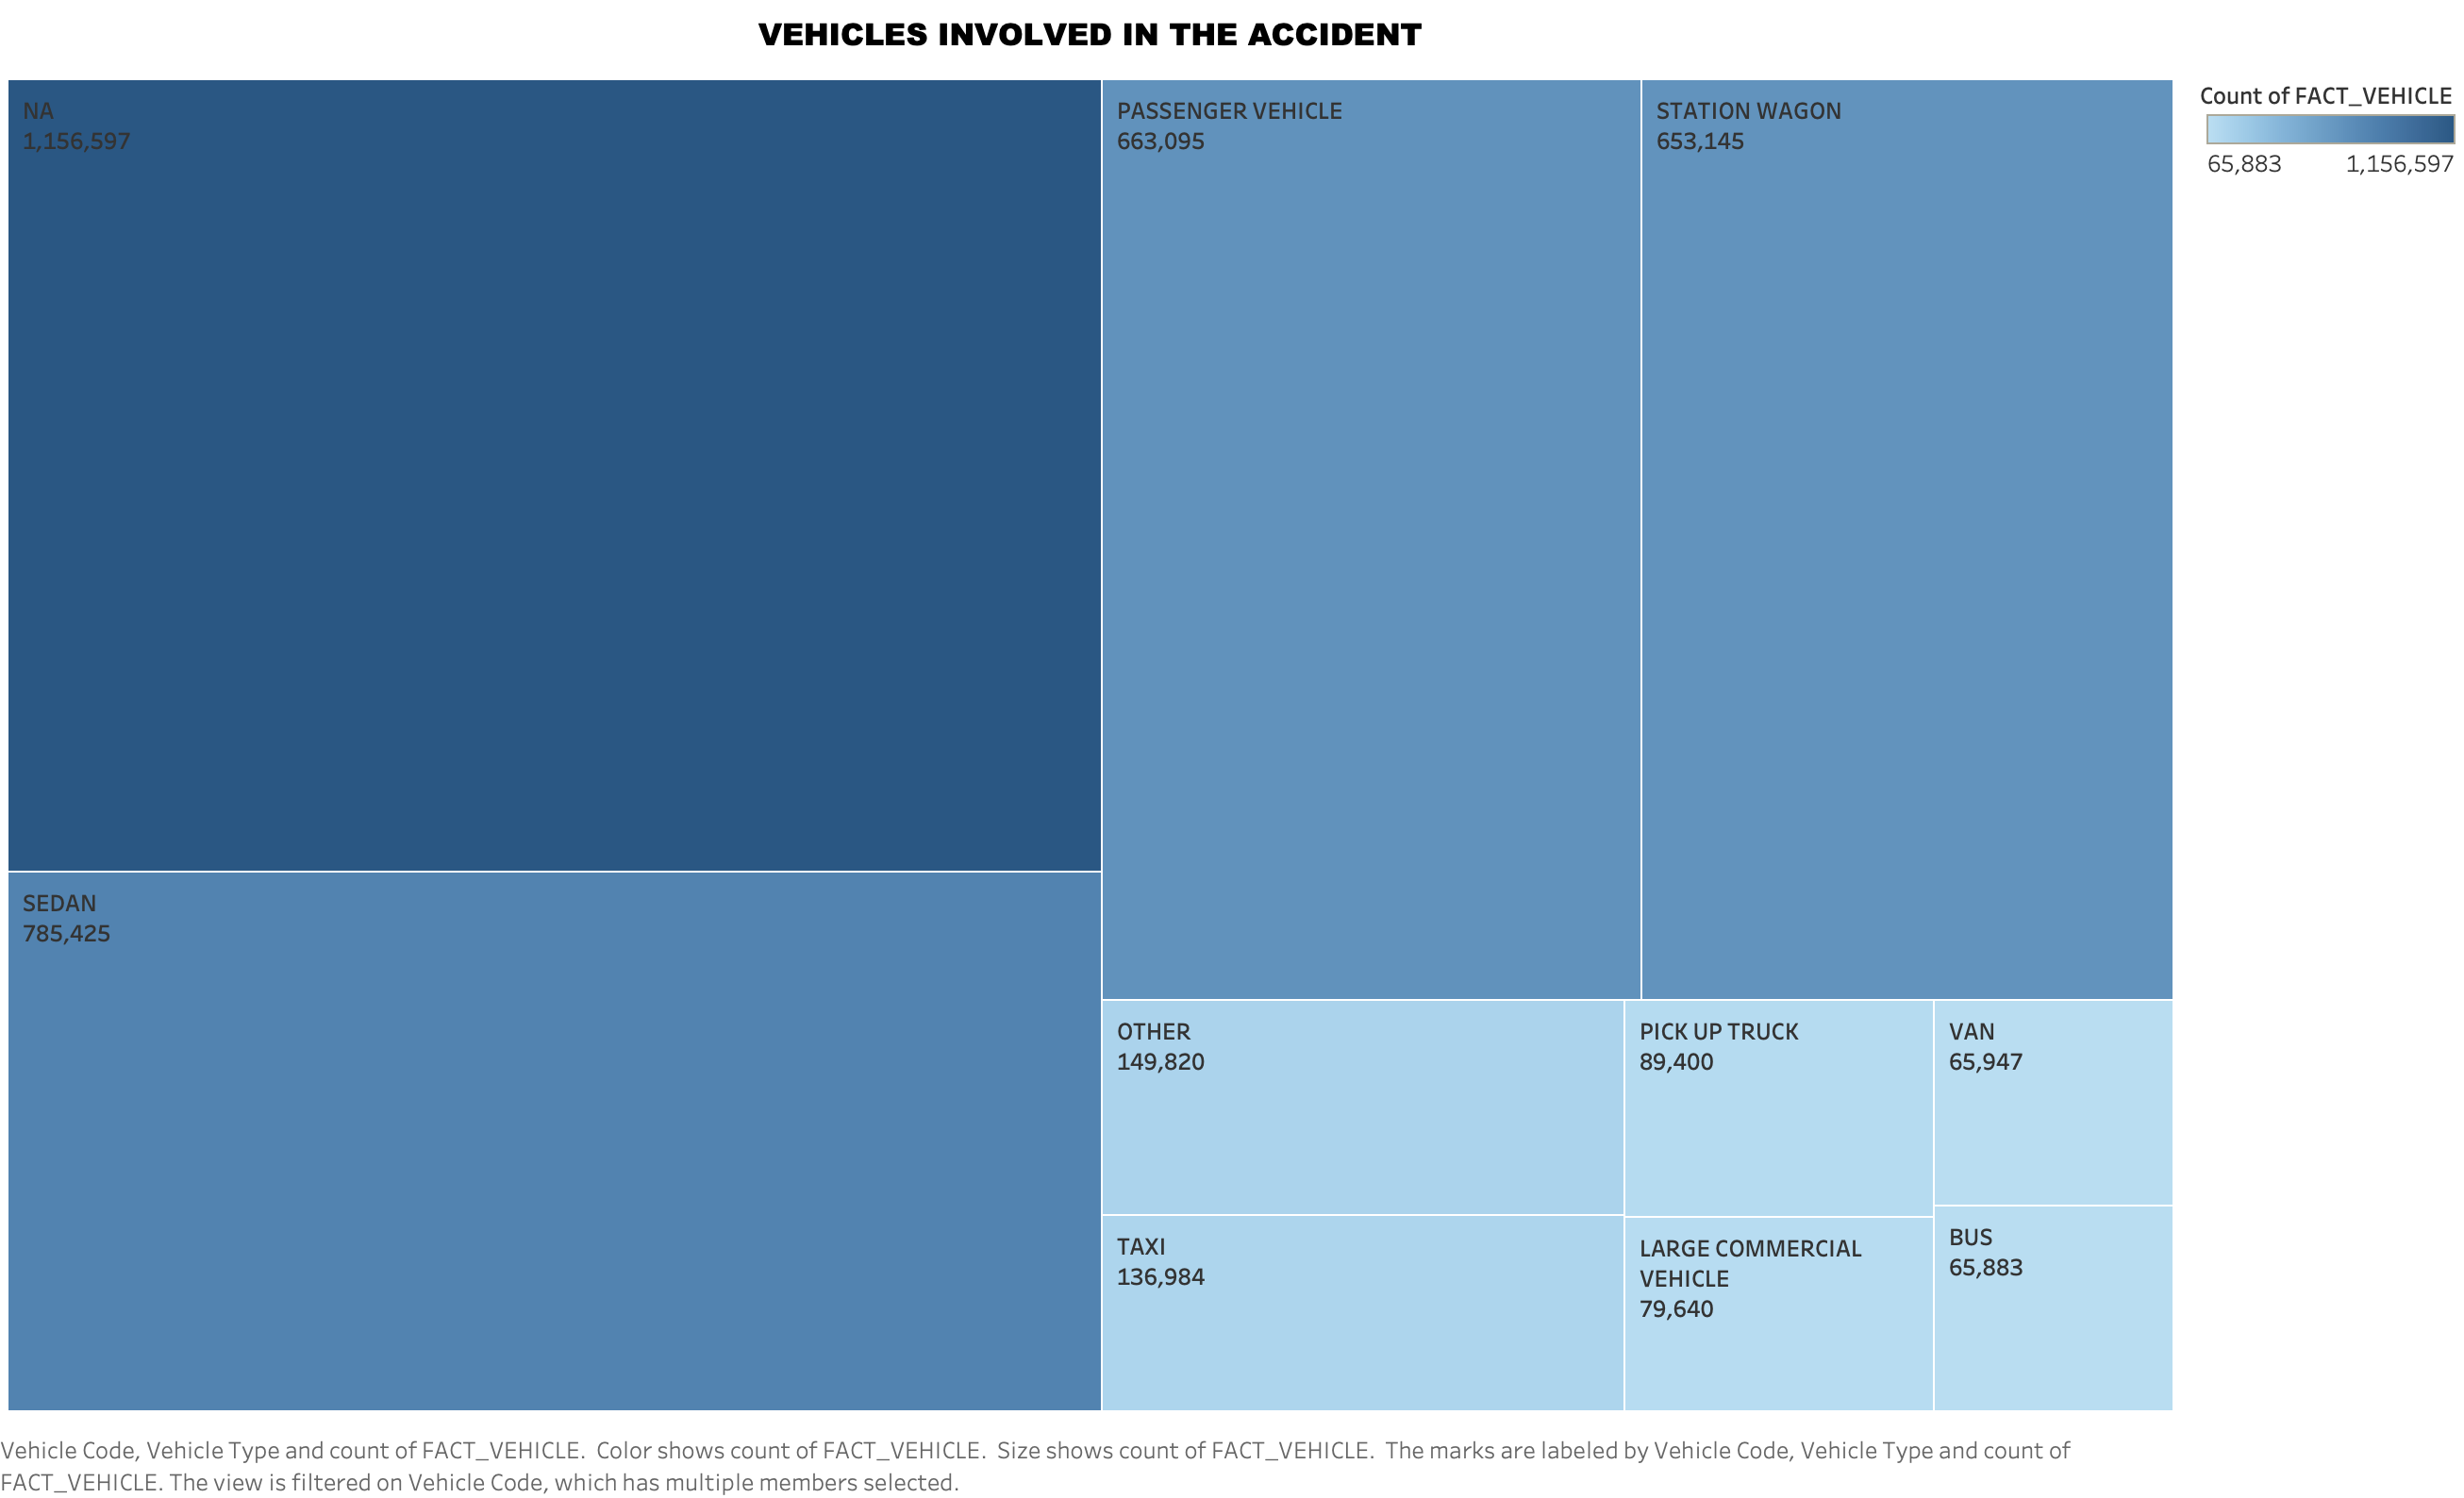 VEHICLES INVOLVED IN THE ACCIDENT
NA
1,156,597
PASSENGER VEHICLE
663,095
STATION WAGON
653,145
Count of FACT_VEHICLE
65,883 1,156,597
SEDAN
785,425
OTHER
149,820
PICK UP TRUCK
89,400
VAN
65,947
TAXI
136,984
LARGE COMMERCIAL
VEHICLE
79,640
BUS
65,883
Vehicle Code, Vehicle Type and count of FACT_VEHICLE.  Color shows count of FACT_VEHICLE.  Size shows count of FACT_VEHICLE.  The marks are labeled by Vehicle Code, Vehicle Type and count of
FACT_VEHICLE. The view is filtered on Vehicle Code, which has multiple members selected.